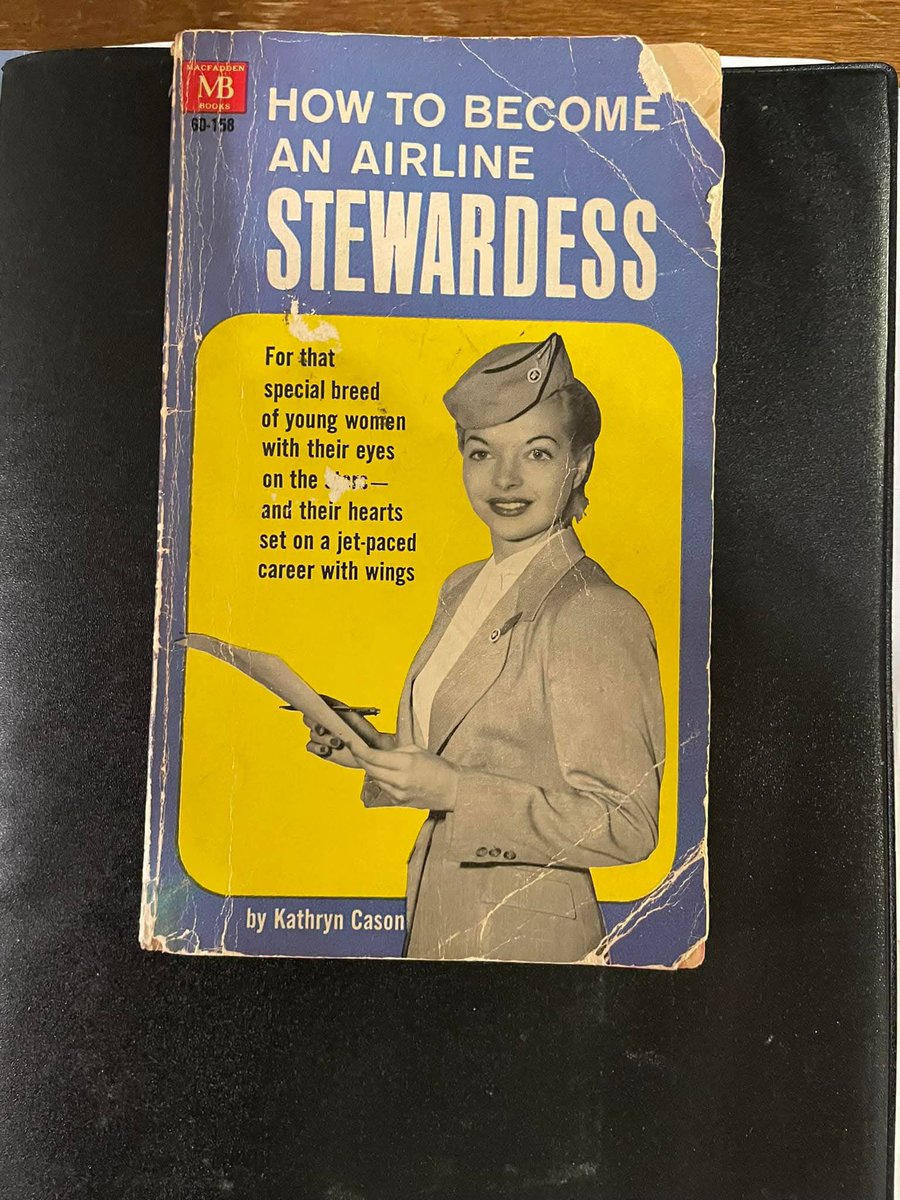 MACFADDEN
MB
BOOKS
60-158
HOW TO BECOME
AN AIRLINE
STEWARDESS
For that
special breed
of young women
with their eyes
on the stars—
and their hearts
set on a jet-paced
career with wings
by Kathryn Cason